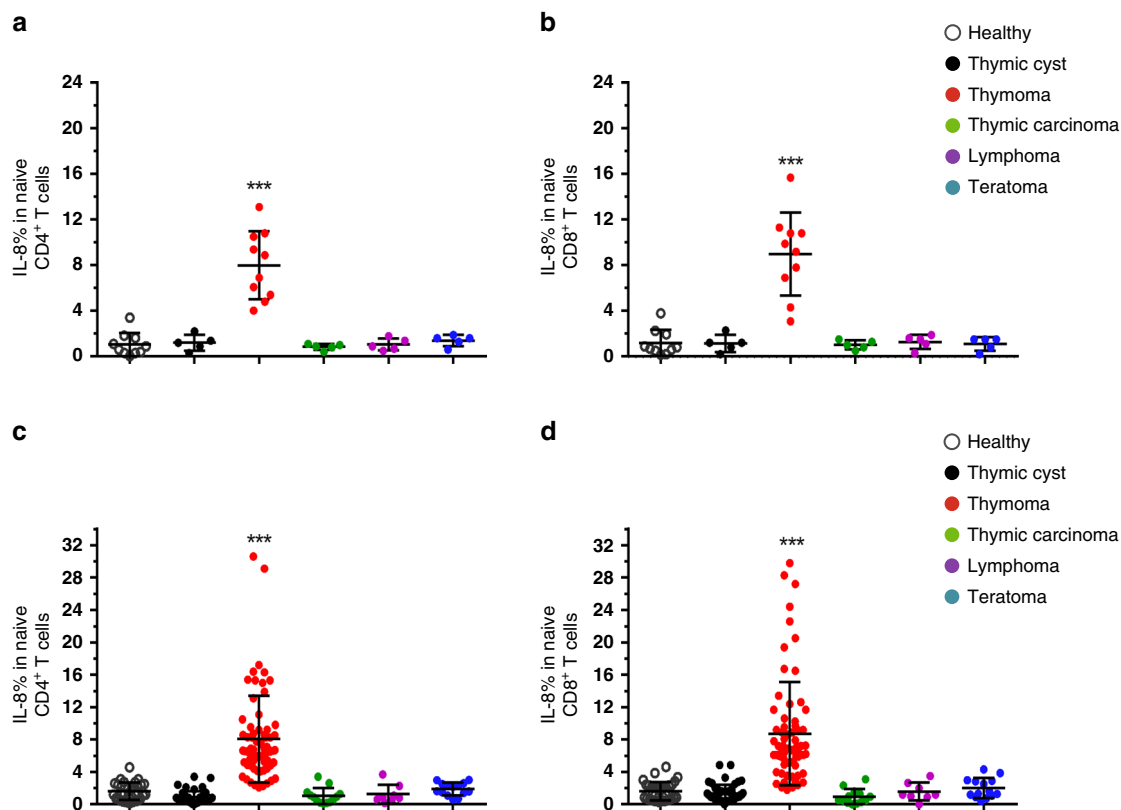 a
24
20
16
12
8
4
0
IL-8% in naive
CD4+ T cells
***
b
24
20
16
12
8
4
0
IL-8% in naive
CD8+ T cells
***
Healthy
Thymic cyst
Thymoma
Thymic carcinoma
Lymphoma
Teratoma
c
32
28
24
20
16
12
8
4
0
IL-8% in naive
CD4+ T cells
***
d
32
28
24
20
16
12
8
4
0
IL-8% in naive
CD8+ T cells
***
Healthy
Thymic cyst
Thymoma
Thymic carcinoma
Lymphoma
Teratoma